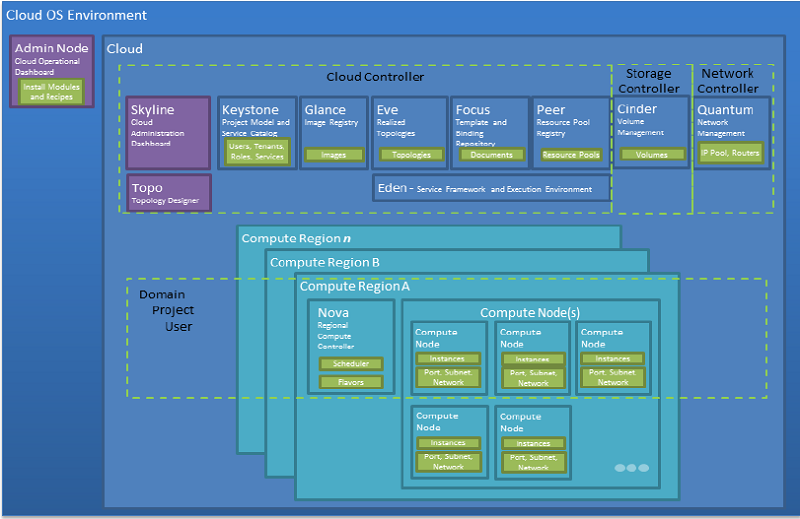 Cloud OS Environment
Admin Node
Cloud Operational
Dashboard
Install Modules
and Recipes
Cloud
Cloud Controller
Storage
Controller
Network
Controller
Skyline
Cloud
Administration
Dashboard
Keystone
Project Model and
Service Catalog
Users, Tenants,
Roles, Services
Glance
Image Registry
Images
Eve
Realized
Topologies
Topologies
Focus
Template and
Binding
Repository
Documents
Peer
Resource Pool
Registry
Resource Pools
Cinder
Volume
Management
Volumes
Quantum
Network
Management
IP Pool, Routers
Topo
Topology Designer
Eden – Service Framework and Execution Environment
Compute Region n
Compute Region B
Compute Region A
Domain
Project
User
Nova
Regional
Compute
Controller
Scheduler
Flavors
Compute Node(s)
Compute
Node
Instances
Port, Subnet,
Network
Compute
Node
Instances
Port, Subnet,
Network
Compute
Node
Instances
Port, Subnet,
Network
Compute
Node
Instances
Port, Subnet,
Network
Compute
Node
Instances
Port, Subnet,
Network